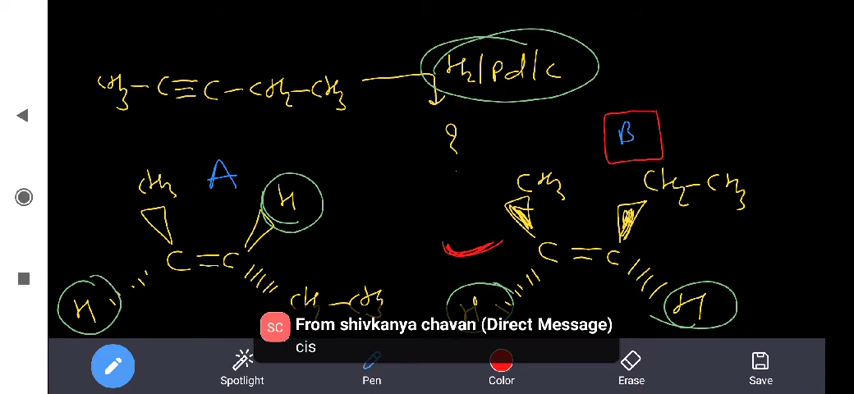 CH3-C≡C-CH2-CH3
H2/Pd/C
?
A
B
CH3
H
CH3
CH2-CH3
C=C
C=C
H
CH2-CH3
H
H
SC
From shivkanya chavan (Direct Message)
cis
Spotlight
Pen
Color
Erase
Save